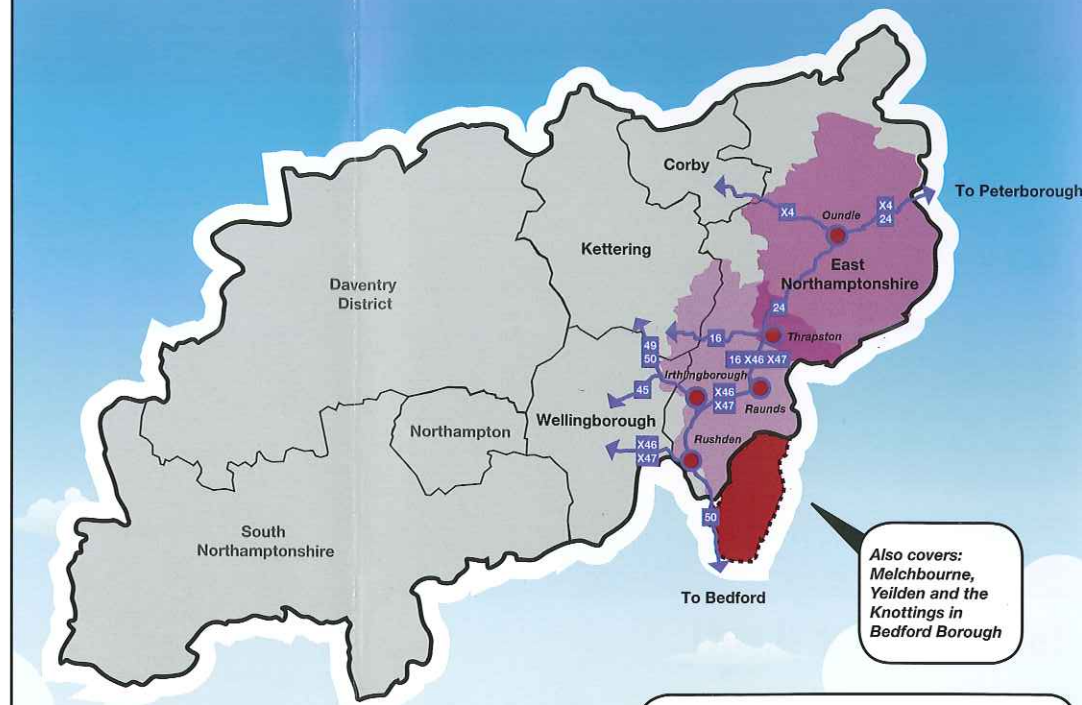 Corby
To Peterborough
X4
X4
24
Oundle
Kettering
East
Northamptonshire
Daventry
District
24
Thrapston
16
49
50
16 X46 X47
Irthlingborough
45
X46
X47
Raunds
Wellingborough
Northampton
Rushden
X46
X47
50
South
Northamptonshire
To Bedford
Also covers:
Melchbourne,
Yeilden and the
Knottings in
Bedford Borough